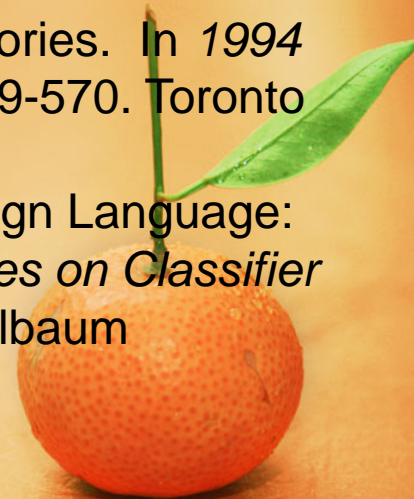 ories. In 1994
9-570. Toronto
gn Language:
es on Classifier
lbaum